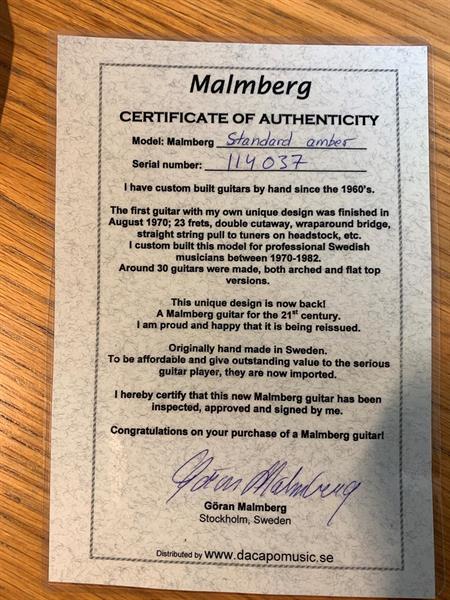 Malmberg
CERTIFICATE OF AUTHENTICITY
Model: Malmberg Standard amber
Serial number: 114037
I have custom built guitars by hand since the 1960's.
The first guitar with my own unique design was finished in
August 1970; 23 frets, double cutaway, wraparound bridge,
straight string pull to tuners on headstock, etc.
I custom built this model for professional Swedish
musicians between 1970-1982.
Around 30 guitars were made, both arched and flat top
versions.
This unique design is now back!
A Malmberg guitar for the 21st century.
I am proud and happy that it is being reissued.
Originally hand made in Sweden.
To be affordable and give outstanding value to the serious
guitar player, they are now imported.
I hereby certify that this new Malmberg guitar has been
inspected, approved and signed by me.
Congratulations on your purchase of a Malmberg guitar!
Göran Malmberg
Göran Malmberg
Stockholm, Sweden
Distributed by www.dacapomusic.se